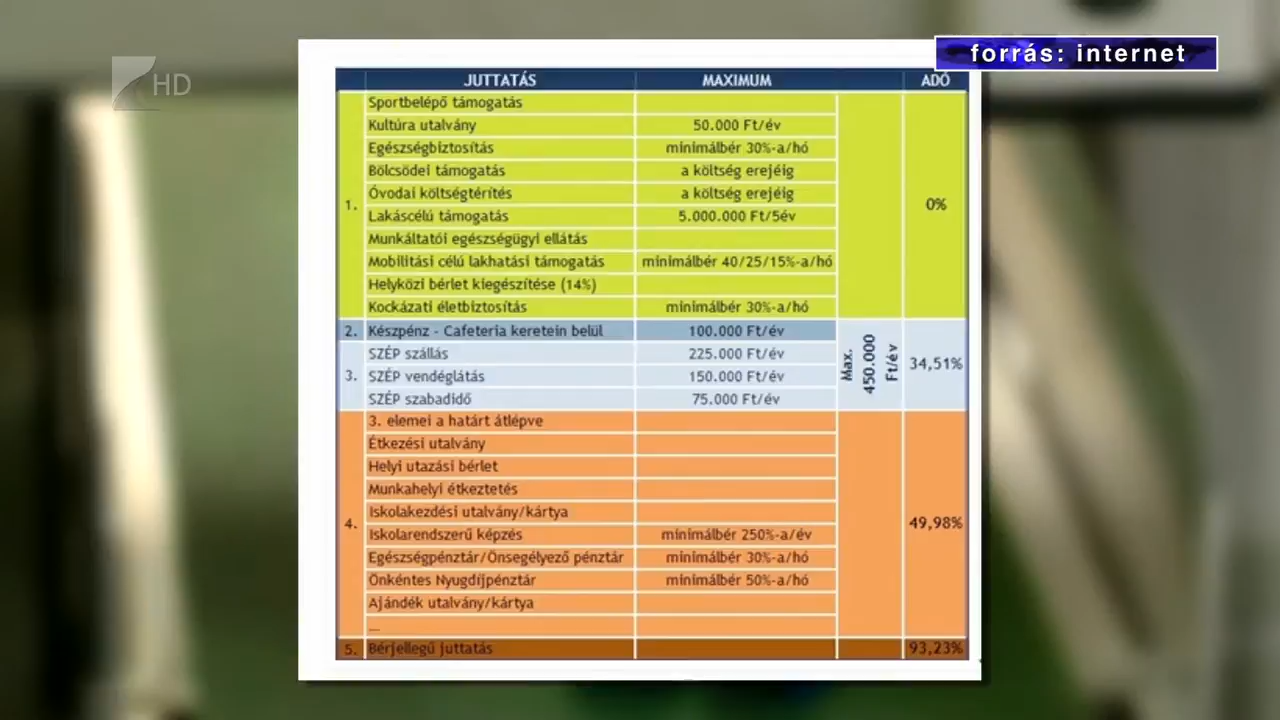 forrás: internet
HD
JUTTATÁS MAXIMUM ADÓ
Sportbelépő támogatás
Kultúra utalvány 50.000 Ft/év
Egészségbiztosítás minimálbér 30%-a/hó
Bölcsödei támogatás a költség erejéig
Óvodai költségtérítés a költség erejéig
1. Lakáscélú támogatás 5.000.000 Ft/5év 0%
Munkáltatói egészségügyi ellátás
Mobilitási célú lakhatási támogatás minimálbér 40/25/15%-a/hó
Helyközi bérlet kiegészítése (14%)
Kockázati életbiztosítás minimálbér 30%-a/hó
2. Készpénz - Cafeteria keretein belül 100.000 Ft/év
SZÉP szállás 225.000 Ft/év Max. 450.000 Ft/év 34,51%
3. SZÉP vendéglátás 150.000 Ft/év
SZÉP szabadidő 75.000 Ft/év
3. elemei a határt átlépve
Étkezési utalvány
Helyi utazási bérlet
Munkahelyi étkeztetés
Iskolakezdési utalvány/kártya
4. Iskolarendszerű képzés minimálbér 250%-a/év 49,98%
Egészségpénztár/Önsegélyező pénztár minimálbér 30%-a/hó
Önkéntes Nyugdíjpénztár minimálbér 50%-a/hó
Ajándék utalvány/kártya
...
5. Bérjellegű juttatás 93,23%